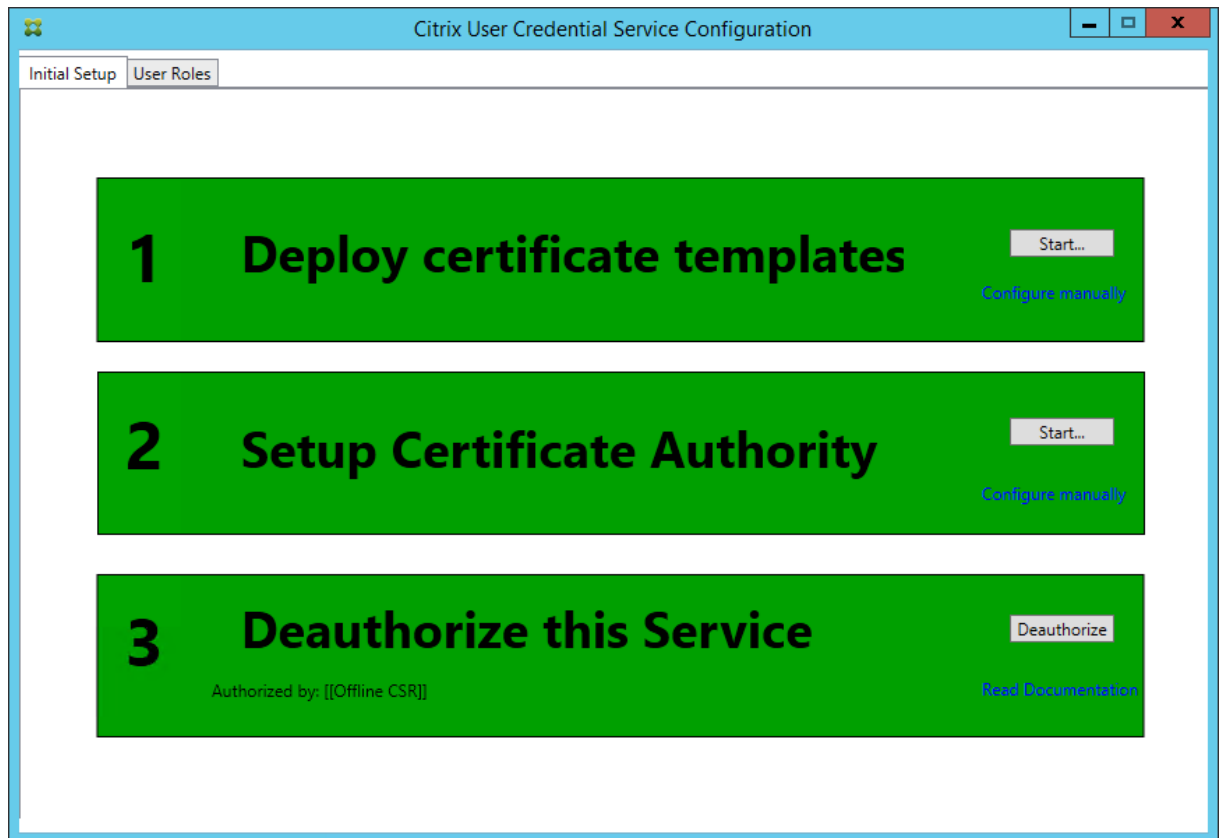 Citrix User Credential Service Configuration
Initial Setup User Roles
1 Deploy certificate templates
Start...
Configure manually
2 Setup Certificate Authority
Start...
Configure manually
3 Deauthorize this Service
Deauthorize
Authorized by: [[Offline CSR]]
Read Documentation